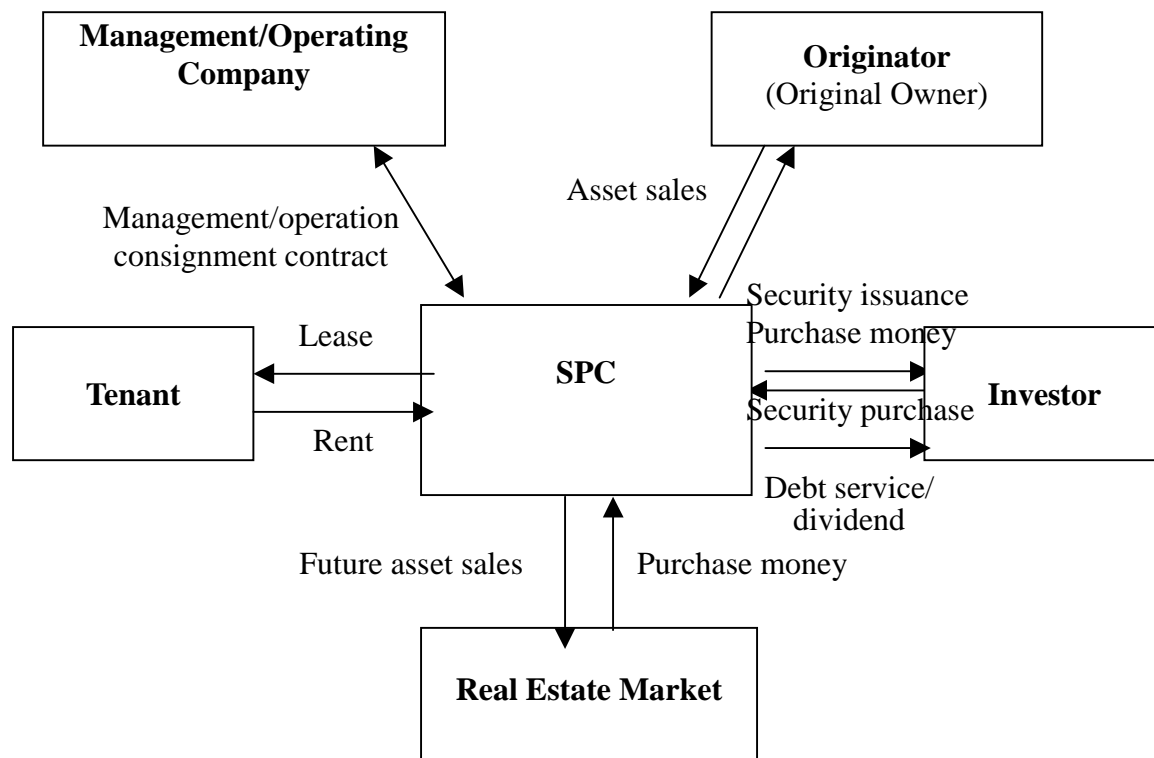 Management/Operating
Company
Originator
(Original Owner)
Asset sales
Management/operation
consignment contract
Security issuance
Purchase money
Lease
SPC
Tenant
Investor
Security purchase
Rent
Debt service/
dividend
Future asset sales
Purchase money
Real Estate Market